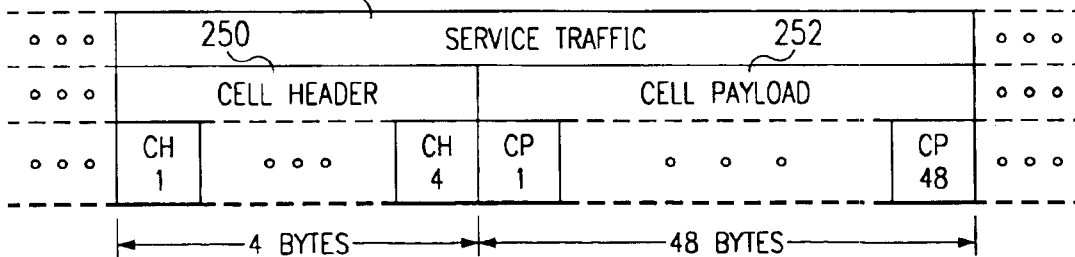 250 SERVICE TRAFFIC 252
CELL HEADER CELL PAYLOAD
CH 1 CH 4 CP 1 CP 48
4 BYTES 48 BYTES